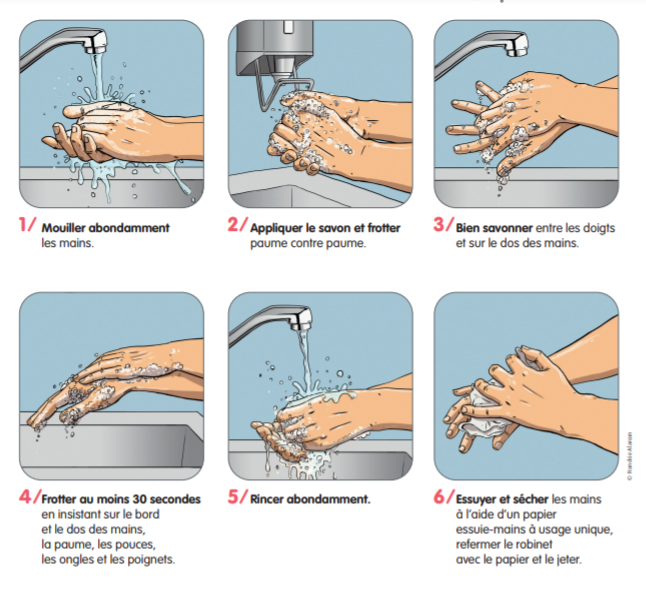 1/ Mouiller abondamment
les mains.
2/ Appliquer le savon et frotter
paume contre paume.
3/ Bien savonner entre les doigts
et sur le dos des mains.
4/ Frotter au moins 30 secondes
en insistant sur le bord
et le dos des mains,
la paume, les pouces,
les ongles et les poignets.
5/ Rincer abondamment.
6/ Essuyer et sécher les mains
à l'aide d'un papier
essuie-mains à usage unique,
refermer le robinet
avec le papier et le jeter.